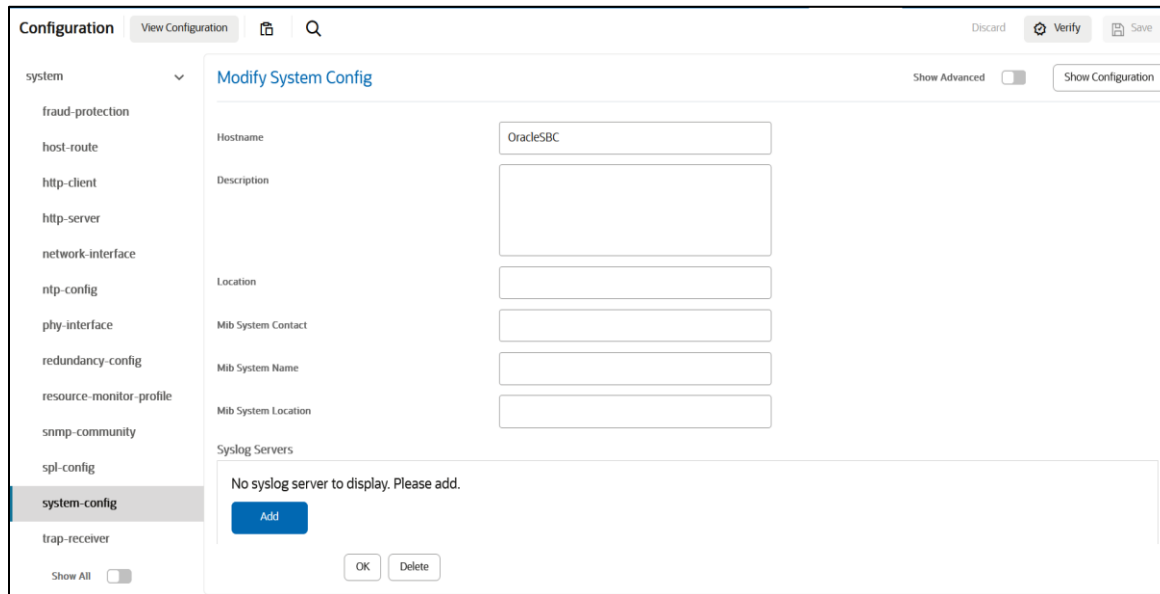 Configuration
View Configuration
Discard
Verify
Save
system
fraud-protection
host-route
http-client
http-server
network-interface
ntp-config
phy-interface
redundancy-config
resource-monitor-profile
snmp-community
spl-config
system-config
trap-receiver
Show All
Modify System Config
Show Advanced
Show Configuration
Hostname
OracleSBC
Description
Location
Mib System Contact
Mib System Name
Mib System Location
Syslog Servers
No syslog server to display. Please add.
Add
OK
Delete